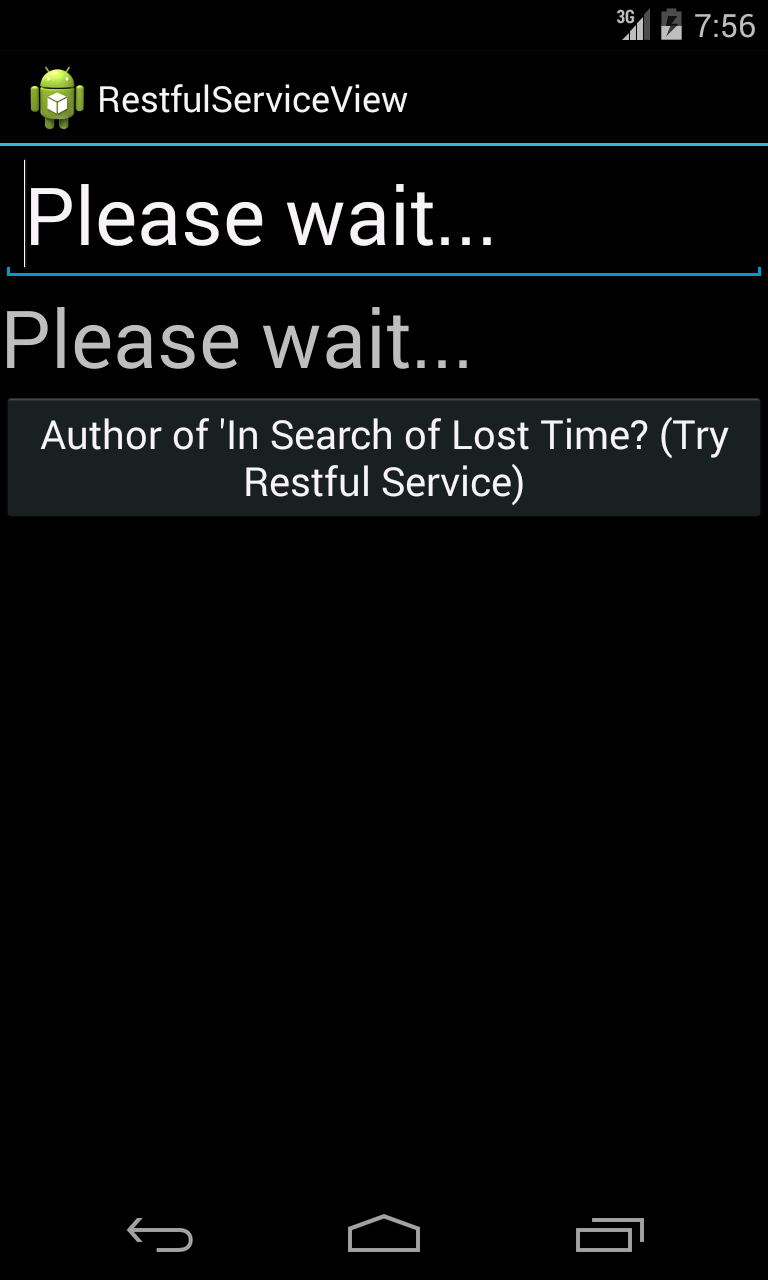 3G 7:56
RestfulServiceView
Please wait...
Please wait...
Author of 'In Search of Lost Time? (Try
Restful Service)